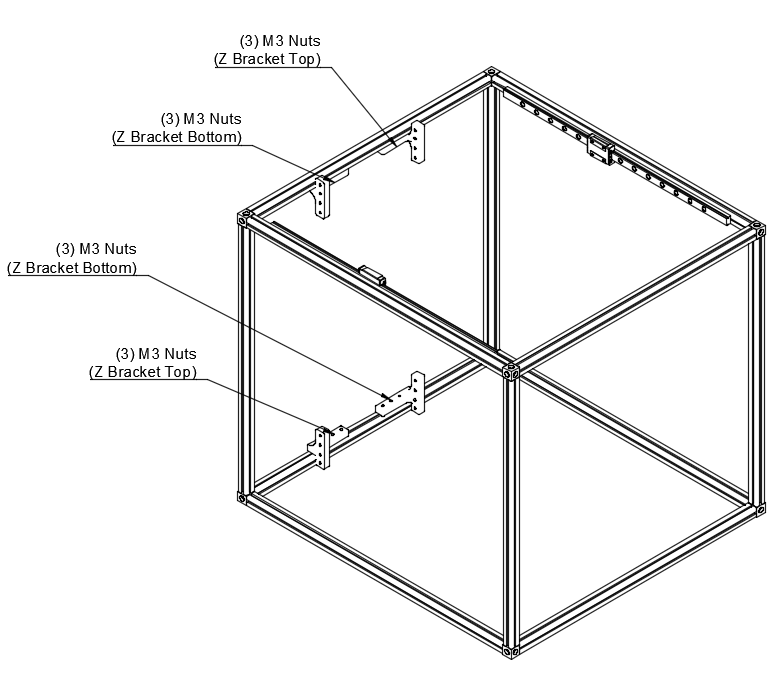 (3) M3 Nuts
(Z Bracket Top)
(3) M3 Nuts
(Z Bracket Bottom)
(3) M3 Nuts
(Z Bracket Bottom)
(3) M3 Nuts
(Z Bracket Top)